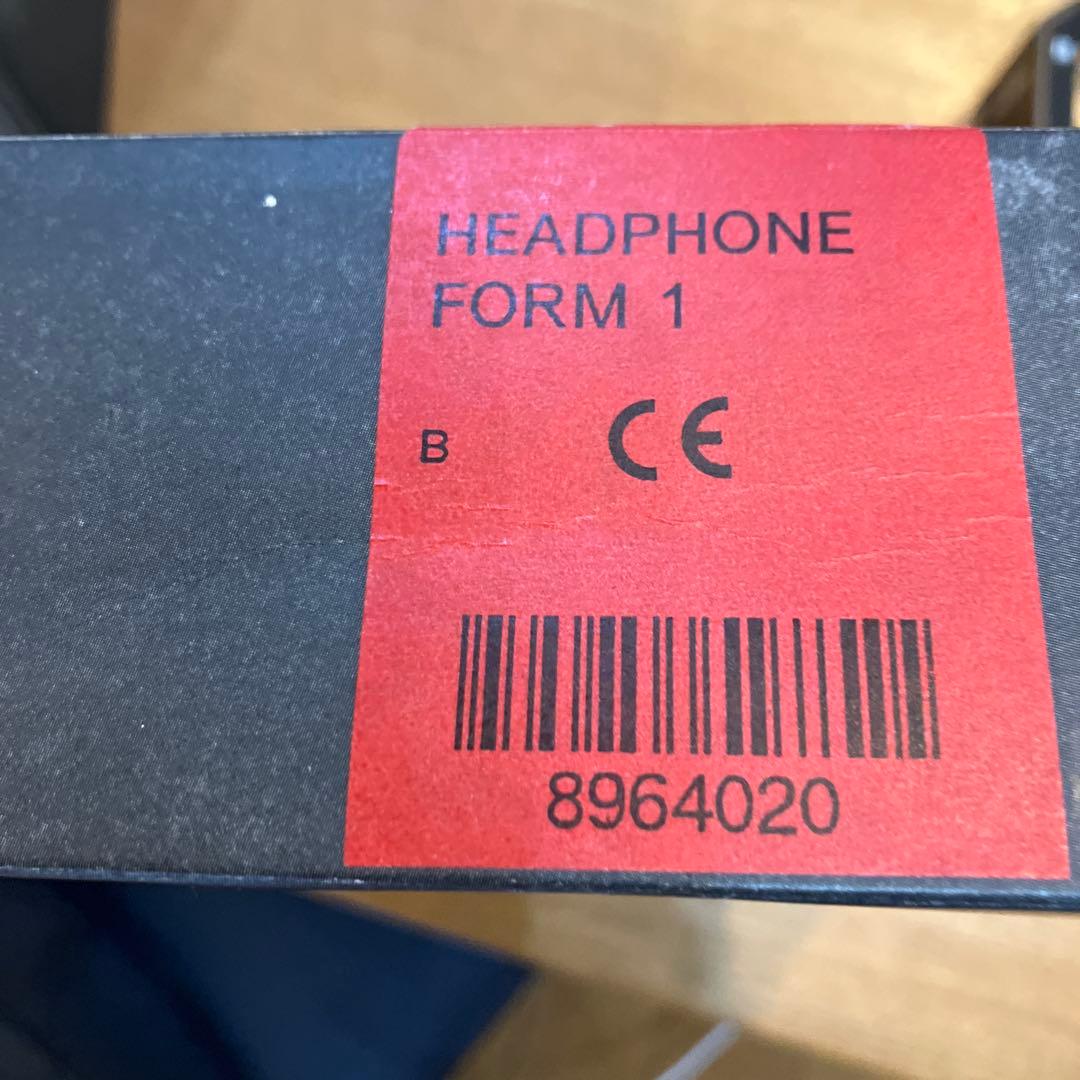 HEADPHONE
FORM 1
B CE
8964020